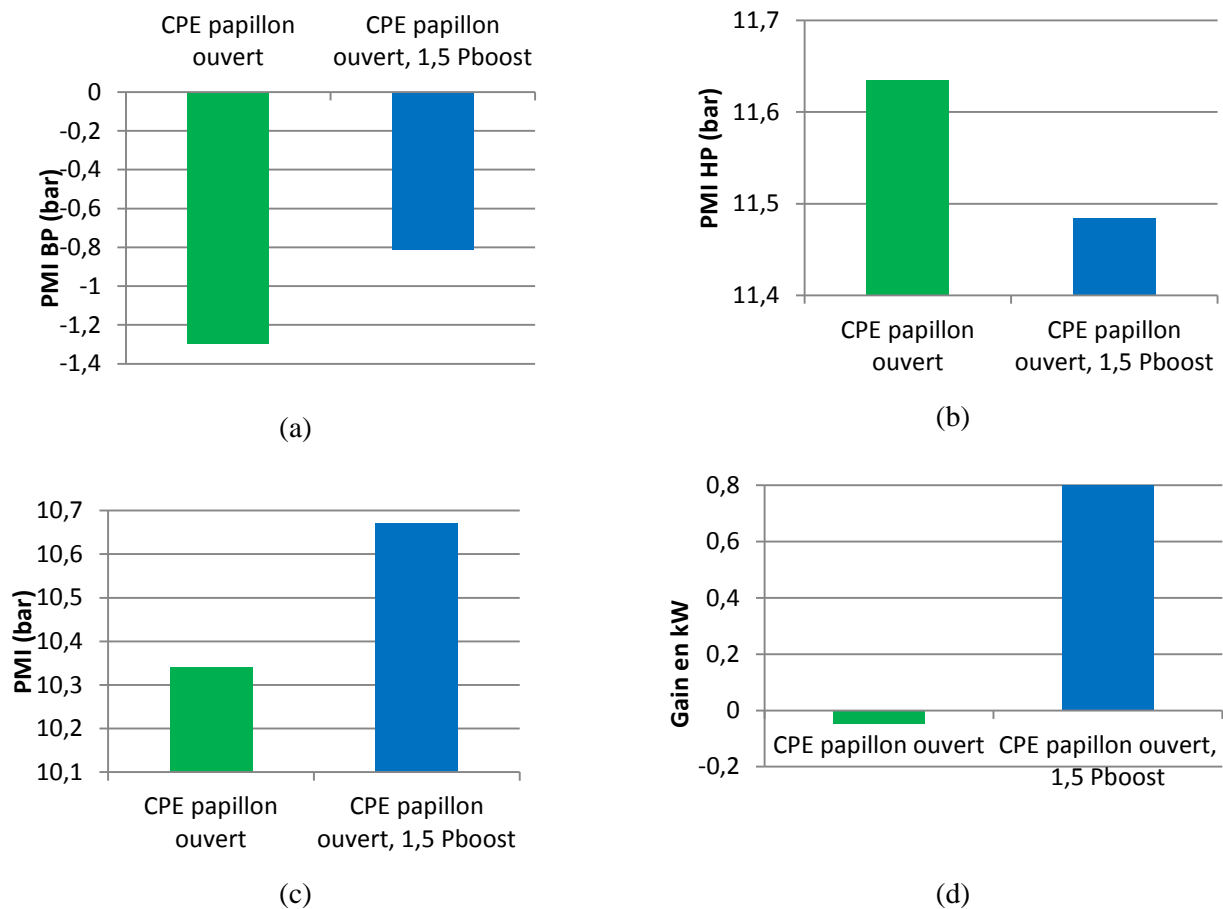 CPE papillon
ouvert
CPE papillon
ouvert, 1,5 Pboost
0
-0,2
-0,4
-0,6
-0,8
-1
-1,2
-1,4
PMI BP (bar)
(a)
11,7
11,6
11,5
11,4
PMI HP (bar)
CPE papillon
ouvert
CPE papillon
ouvert, 1,5 Pboost
(b)
10,7
10,6
10,5
10,4
10,3
10,2
10,1
PMI (bar)
CPE papillon
ouvert
CPE papillon
ouvert, 1,5 Pboost
(c)
0,8
0,6
0,4
0,2
0
-0,2
Gain en kW
CPE papillon ouvert
CPE papillon ouvert,
1,5 Pboost
(d)